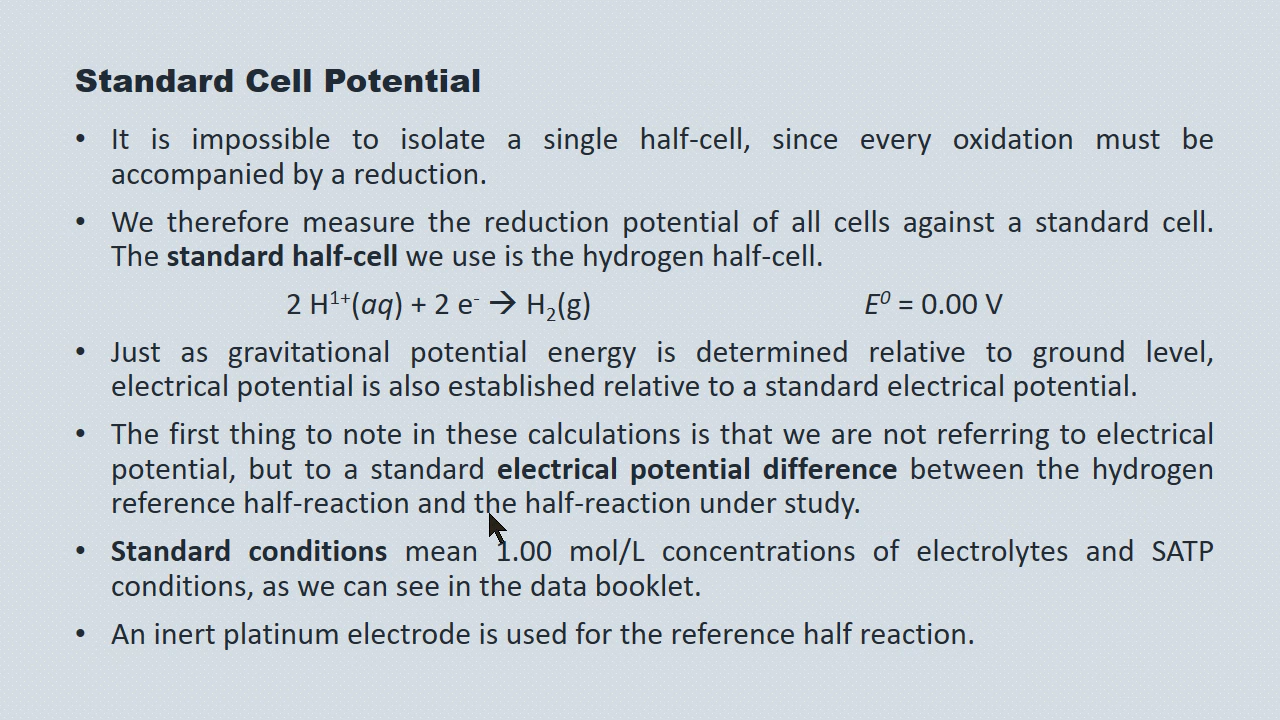 Standard Cell Potential
• It is impossible to isolate a single half-cell, since every oxidation must be
accompanied by a reduction.
• We therefore measure the reduction potential of all cells against a standard cell.
The standard half-cell we use is the hydrogen half-cell.
2 H¹⁺(aq) + 2 e⁻ → H₂(g) E⁰ = 0.00 V
• Just as gravitational potential energy is determined relative to ground level,
electrical potential is also established relative to a standard electrical potential.
• The first thing to note in these calculations is that we are not referring to electrical
potential, but to a standard electrical potential difference between the hydrogen
reference half-reaction and the half-reaction under study.
• Standard conditions mean 1.00 mol/L concentrations of electrolytes and SATP
conditions, as we can see in the data booklet.
• An inert platinum electrode is used for the reference half reaction.